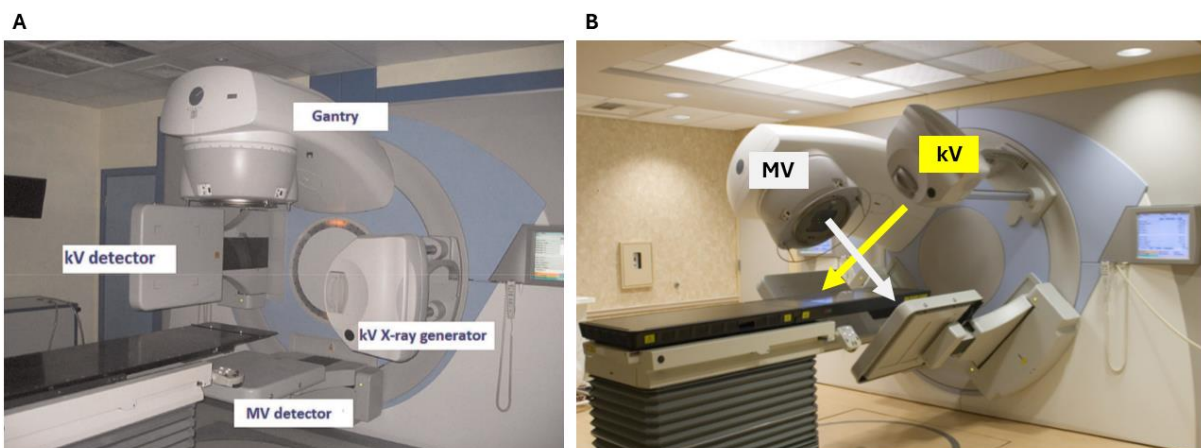 A
B
Gantry
kV detector
kV X-ray generator
MV detector
MV
kV